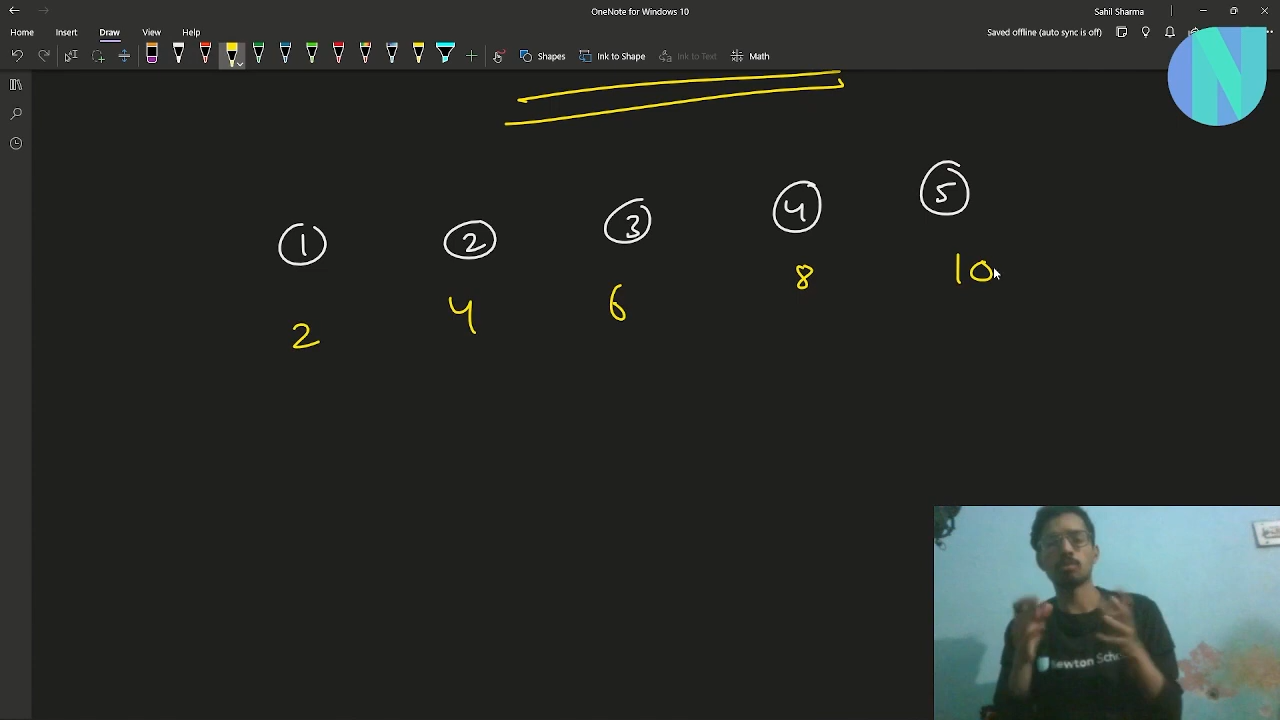 OneNote for Windows 10
Sahil Sharma
Home Insert Draw View Help
Saved offline (auto sync is off)
Shapes Ink to Shape Ink to Text Math
1 2 3 4 5
2 4 6 8 10
Newton